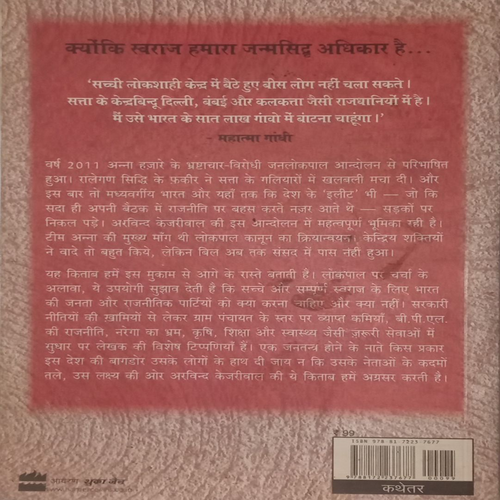 क्योंकि स्वराज हमारा जन्मसिद्ध अधिकार है...
'सच्ची लोकशाही केन्द्र में बैठे हुए बीस लोग नहीं चला सकते।
सत्ता के केन्द्रबिन्दु दिल्ली, बंबई और कलकत्ता जैसी राजधानियों में है।
में उसे भारत के सात लाख गांवों में बांटना चाहूंगा।'
- महात्मा गांधी
वर्ष 2011 अन्ना हज़ारे के भ्रष्टाचार-विरोधी जनलोकपाल आन्दोलन से परिभाषित
हुआ। रालेगण सिद्धि के फ़कीर ने सत्ता के गलियारों में खलबली मचा दी। और
इस बार तो मध्यवर्गीय भारत और यहाँ तक कि देश के 'इलीट' भी — जो कि
सदा ही अपनी बैठक में राजनीति पर बहस करते नज़र आते थे — सड़कों पर
निकल पड़े। अरविन्द केजरीवाल की इस आन्दोलन में महत्वपूर्ण भूमिका रही है।
टीम अन्ना की मुख्य माँग थी लोकपाल कानून का क्रियान्वयन। केन्द्रिय शक्तियों
ने वादे तो बहुत किये, लेकिन बिल अब तक संसद में पास नहीं हुआ।
यह किताब हमें इस मुकाम से आगे के रास्ते बताती है। लोकपाल पर चर्चा के
अलावा, ये उपयोगी सुझाव देती है कि सच्चे और सम्पूर्ण स्वराज के लिए भारत
की जनता और राजनीतिक पार्टियों को क्या करना चाहिए और क्या नहीं। सरकारी
नीतियों की ख़ामियों से लेकर ग्राम पंचायत के स्तर पर व्याप्त कमियाँ, बी.पी.एल.
की राजनीति, नरेगा का भ्रम, कृषि, शिक्षा और स्वास्थ्य जैसी ज़रूरी सेवाओं में
सुधार पर लेखक की विशेष टिप्पणियाँ हैं। एक जनतन्त्र होने के नाते किस प्रकार
इस देश की बागडोर उसके लोगों के हाथ दी जाय न कि उसके नेताओं के कदमों
तले, उस लक्ष्य की ओर अरविन्द केजरीवाल की ये किताब हमें अग्रसर करती है।
₹ 99
ISBN 978 81 7223
कथेतर